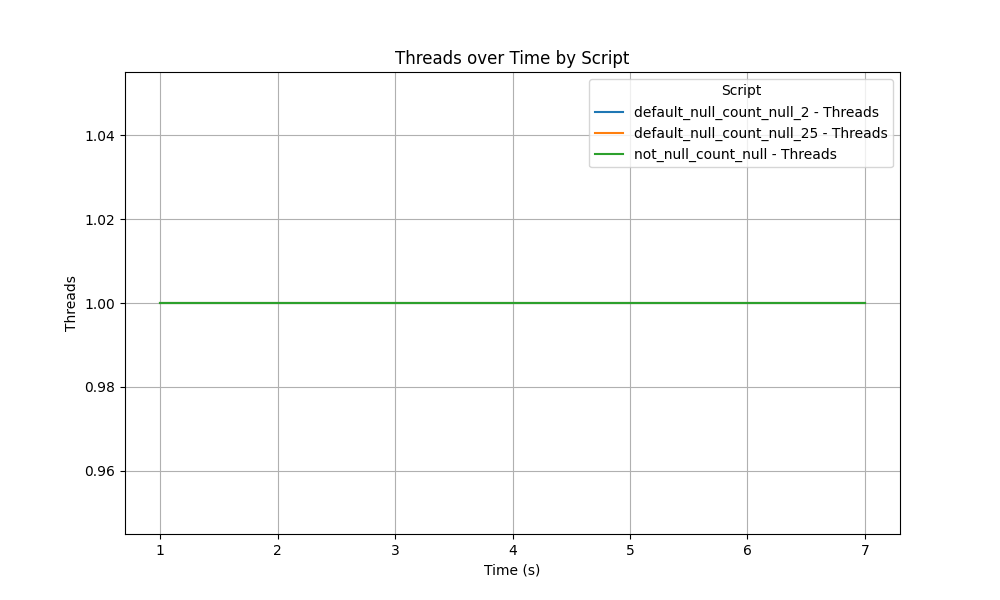 Threads over Time by Script
Script
default_null_count_null_2 - Threads
default_null_count_null_25 - Threads
not_null_count_null - Threads
1.04
1.02
1.00
0.98
0.96
Threads
1 2 3 4 5 6 7
Time (s)